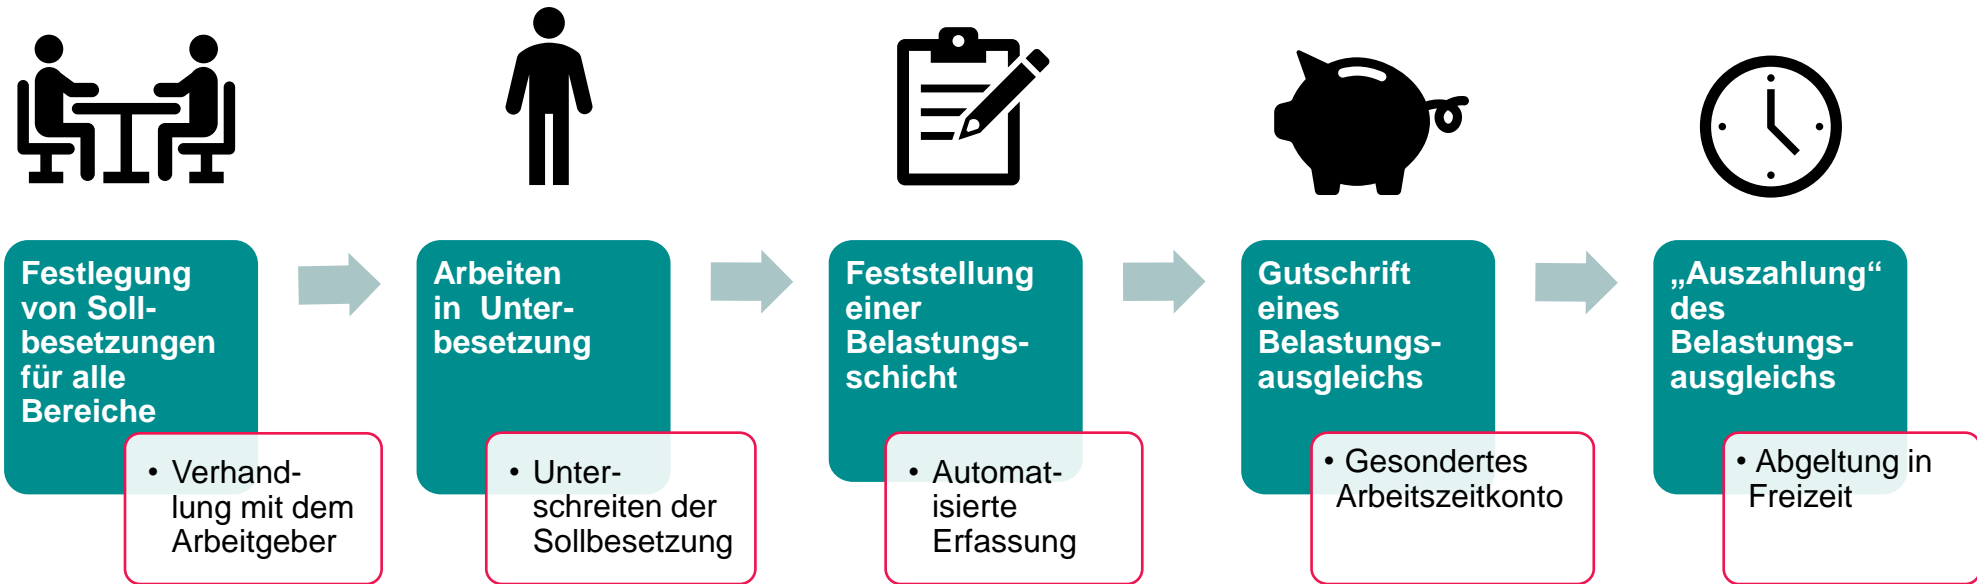 Festlegung
von Soll-
besetzungen
für alle
Bereiche
• Verhand-
lung mit dem
Arbeitgeber
Arbeiten
in Unter-
besetzung
• Unter-
schreiten der
Sollbesetzung
Feststellung
einer
Belastungs-
schicht
• Automat-
isierte
Erfassung
Gutschrift
eines
Belastungs-
ausgleichs
• Gesondertes
Arbeitszeitkonto
„Auszahlung“
des
Belastungs-
ausgleichs
• Abgeltung in
Freizeit